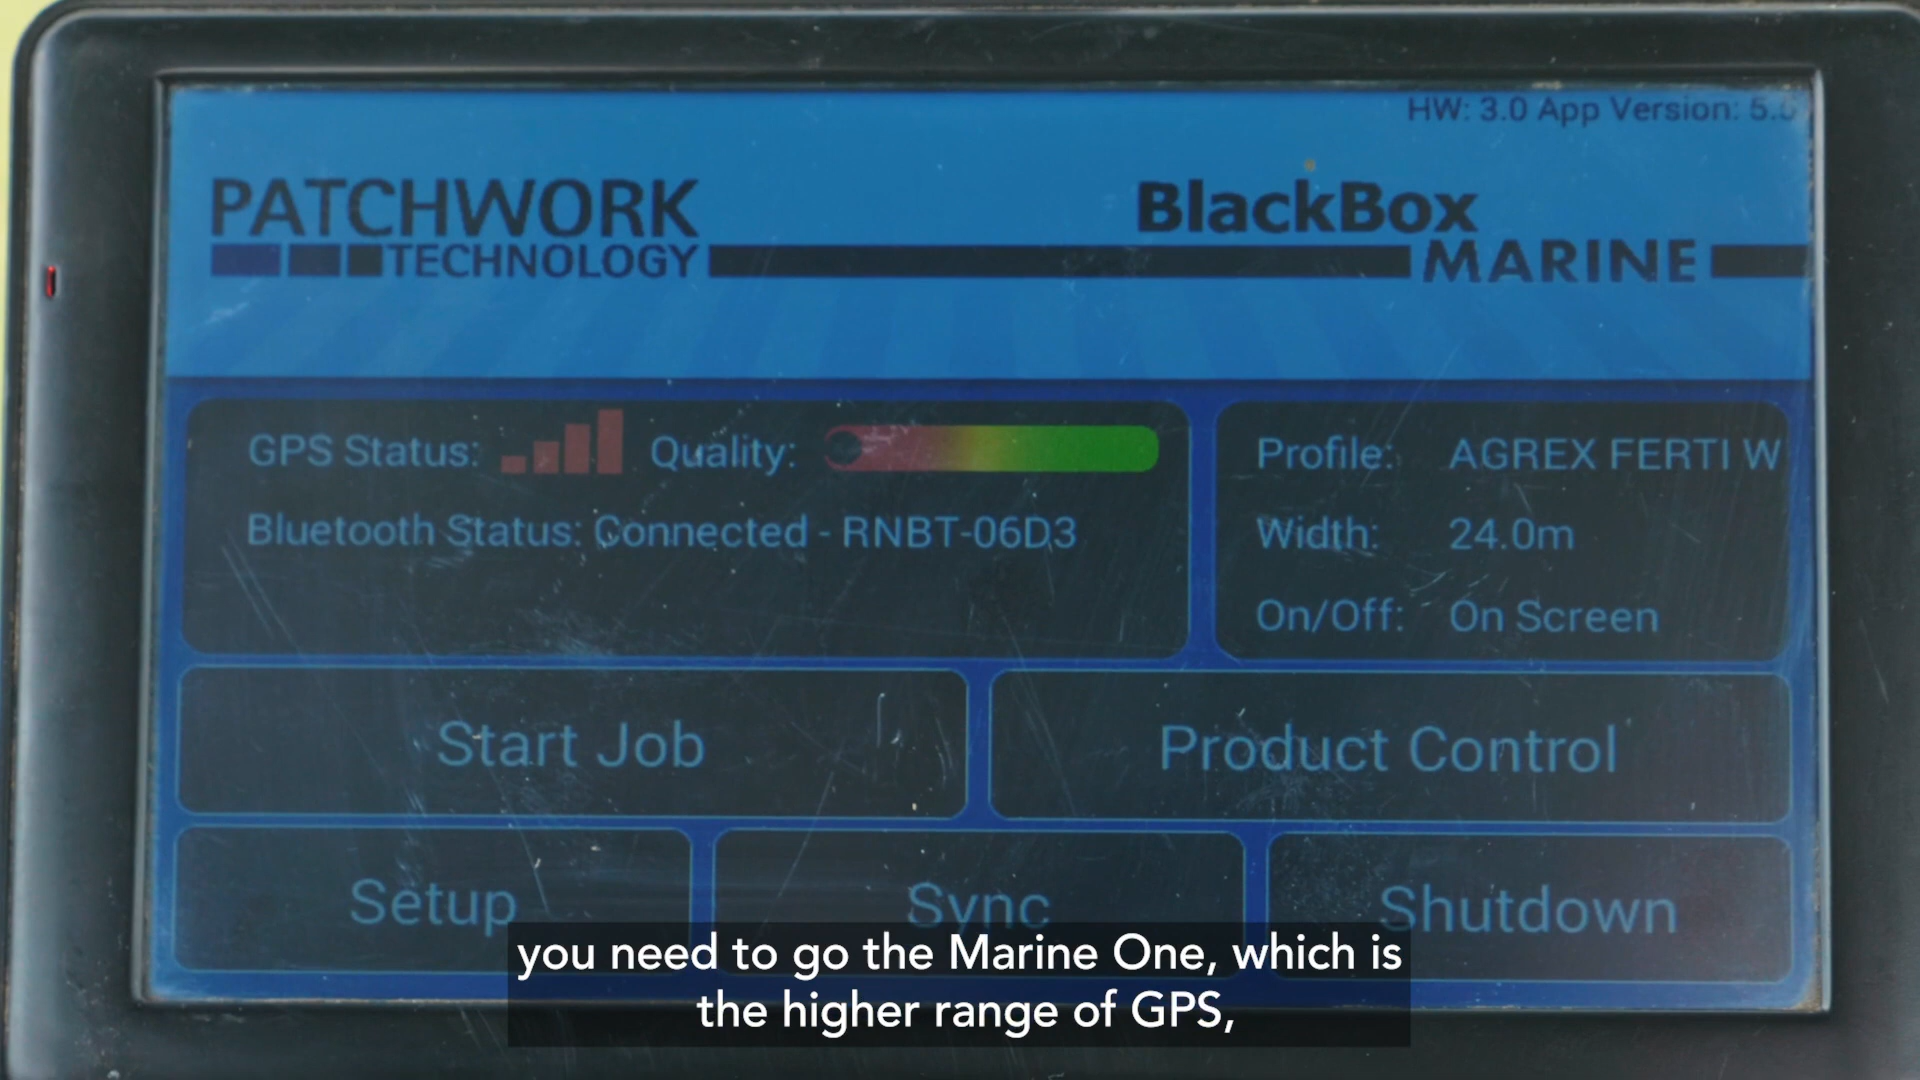 HW: 3.0 App Version: 5.
PATCHWORK
TECHNOLOGY
BlackBox
MARINE
GPS Status:
Quality:
Bluetooth Status: Connected - RNBT-06D3
Profile: AGREX FERTI W
Width: 24.0m
On/Off: On Screen
Start Job
Product Control
Setup
Sync
Shutdown
you need to go the Marine One, which is
the higher range of GPS,